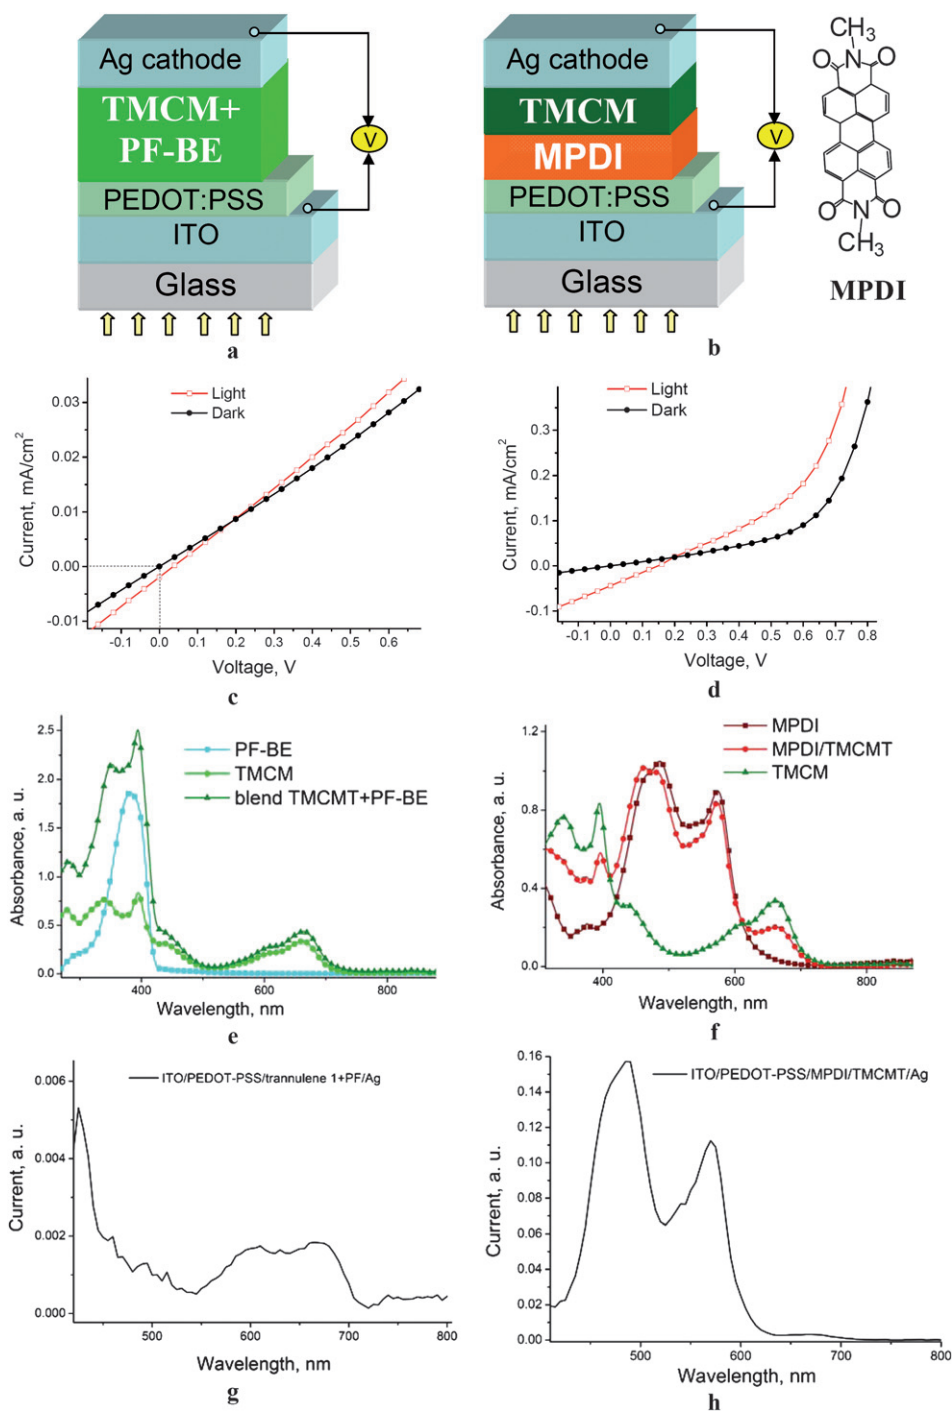 Ag cathode
TMCM+
PF-BE
PEDOT:PSS
ITO
Glass
V
a
Ag cathode
TMCM
MPDI
PEDOT:PSS
ITO
Glass
V
b
CH3
N
O
O
O
O
N
CH3
MPDI
Light
Dark
Current, mA/cm2
0.03
0.02
0.01
0.00
-0.01
-0.1 0.0 0.1 0.2 0.3 0.4 0.5 0.6
Voltage, V
c
Light
Dark
Current, mA/cm2
0.3
0.2
0.1
0.0
-0.1
-0.1 0.0 0.1 0.2 0.3 0.4 0.5 0.6 0.7 0.8
Voltage, V
d
PF-BE
TMCM
blend TMCMT+PF-BE
Absorbance, a. u.
2.5
2.0
1.5
1.0
0.5
0.0
400 600 800
Wavelength, nm
e
MPDI
MPDI/TMCMT
TMCM
Absorbance, a. u.
1.2
0.8
0.4
0.0
400 600 800
Wavelength, nm
f
ITO/PEDOT-PSS/trannulene 1+PF/Ag
Current, a. u.
0.006
0.004
0.002
0.000
500 600 700 800
Wavelength, nm
g
ITO/PEDOT-PSS/MPDI/TMCMT/Ag
Current, a. u.
0.16
0.14
0.12
0.10
0.08
0.06
0.04
0.02
0.00
500 600 700 800
Wavelength, nm
h